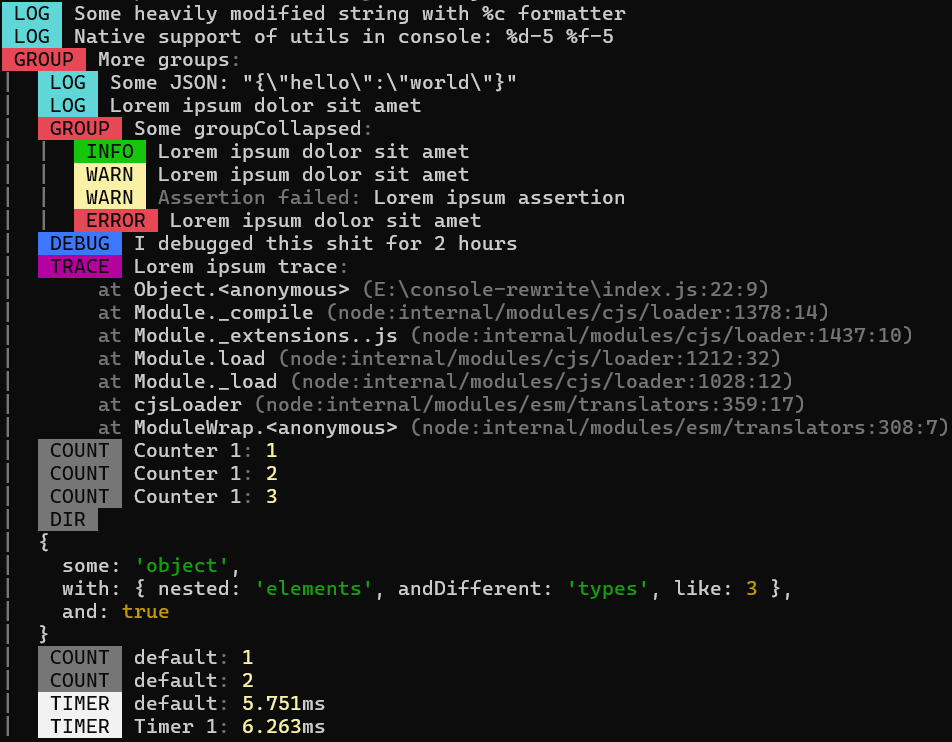 LOG Some heavily modified string with %c formatter
LOG Native support of utils in console: %d-5 %f-5
GROUP More groups:
| LOG Some JSON: "{\"hello\":\"world\"}"
| LOG Lorem ipsum dolor sit amet
| GROUP Some groupCollapsed:
| | INFO Lorem ipsum dolor sit amet
| | WARN Lorem ipsum dolor sit amet
| | WARN Assertion failed: Lorem ipsum assertion
| | ERROR Lorem ipsum dolor sit amet
| DEBUG I debugged this shit for 2 hours
| TRACE Lorem ipsum trace:
| at Object.<anonymous> (E:\console-rewrite\index.js:22:9)
| at Module._compile (node:internal/modules/cjs/loader:1378:14)
| at Module._extensions..js (node:internal/modules/cjs/loader:1437:10)
| at Module.load (node:internal/modules/cjs/loader:1212:32)
| at Module._load (node:internal/modules/cjs/loader:1028:12)
| at cjsLoader (node:internal/modules/esm/translators:359:17)
| at ModuleWrap.<anonymous> (node:internal/modules/esm/translators:308:7)
| COUNT Counter 1: 1
| COUNT Counter 1: 2
| COUNT Counter 1: 3
| DIR
| {
| some: 'object',
| with: { nested: 'elements', andDifferent: 'types', like: 3 },
| and: true
| }
| COUNT default: 1
| COUNT default: 2
| TIMER default: 5.751ms
| TIMER Timer 1: 6.263ms